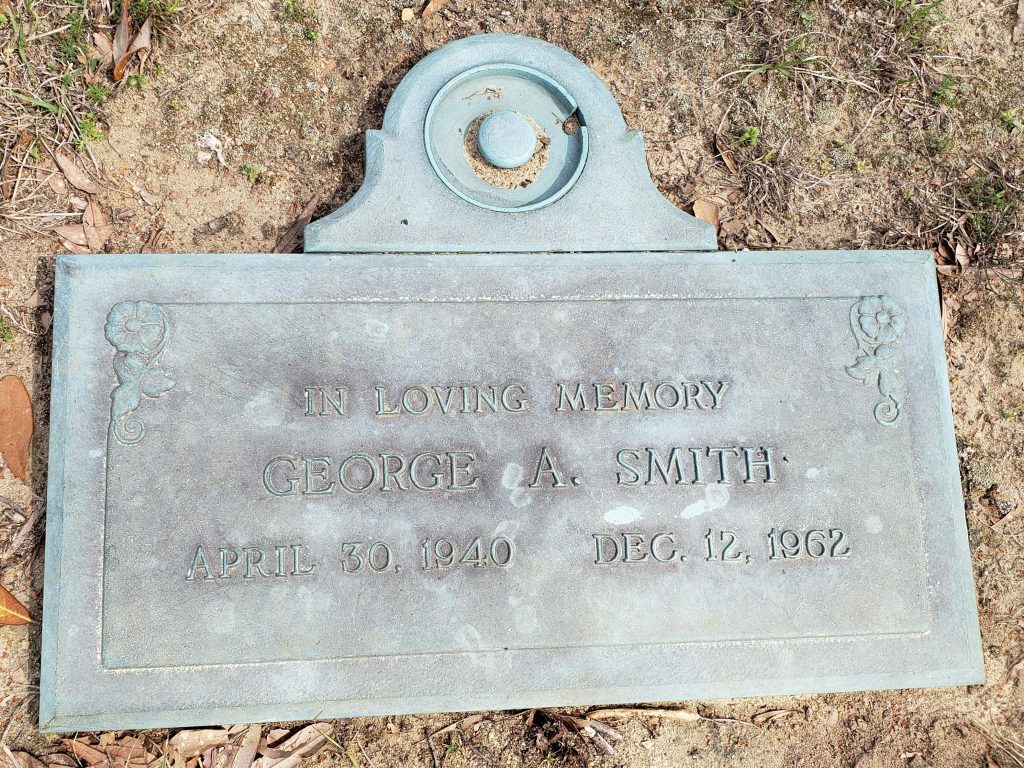 IN LOVING MEMORY
GEORGE A. SMITH
APRIL 30, 1940 DEC. 12, 1962